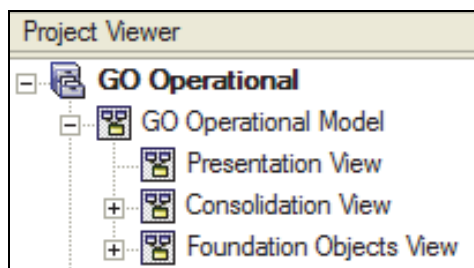 Project Viewer
GO Operational
GO Operational Model
Presentation View
Consolidation View
Foundation Objects View